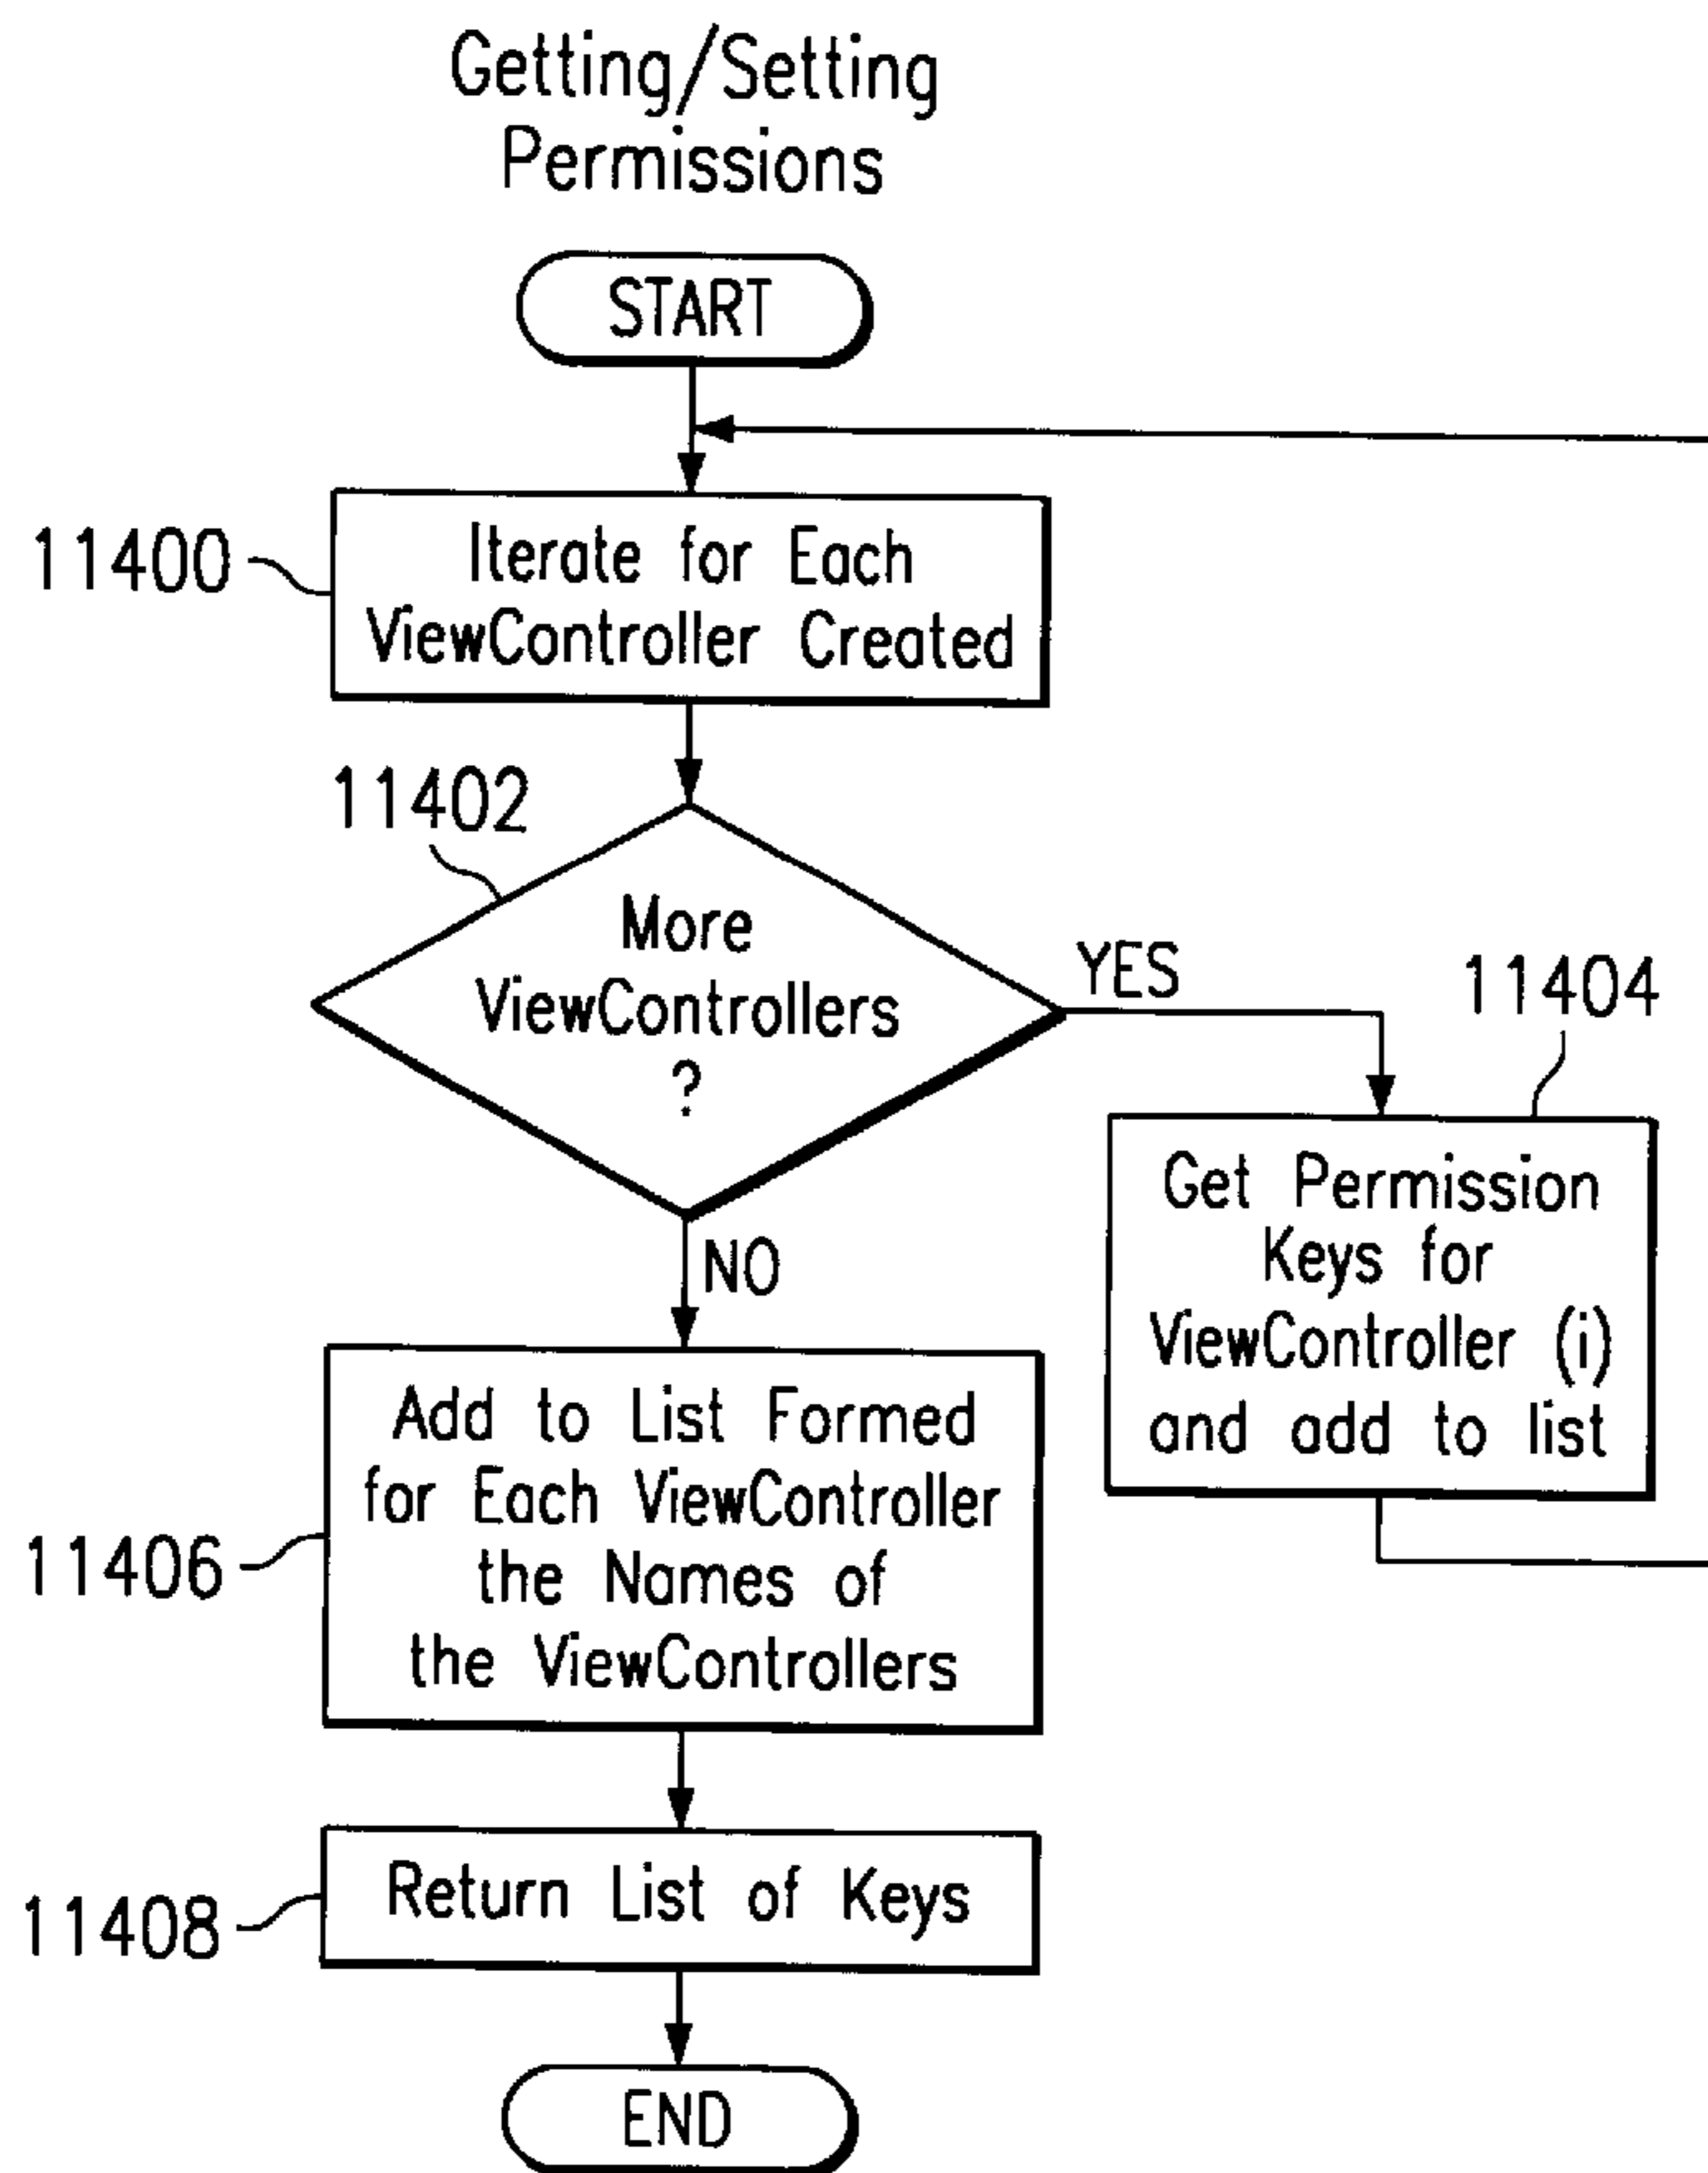 Getting/Setting
Permissions
START
11400
Iterate for Each
ViewController Created
11402
More
ViewControllers
?
YES
11404
Get Permission
Keys for
ViewController (i)
and add to list
NO
11406
Add to List Formed
for Each ViewController
the Names of
the ViewControllers
11408
Return List of Keys
END